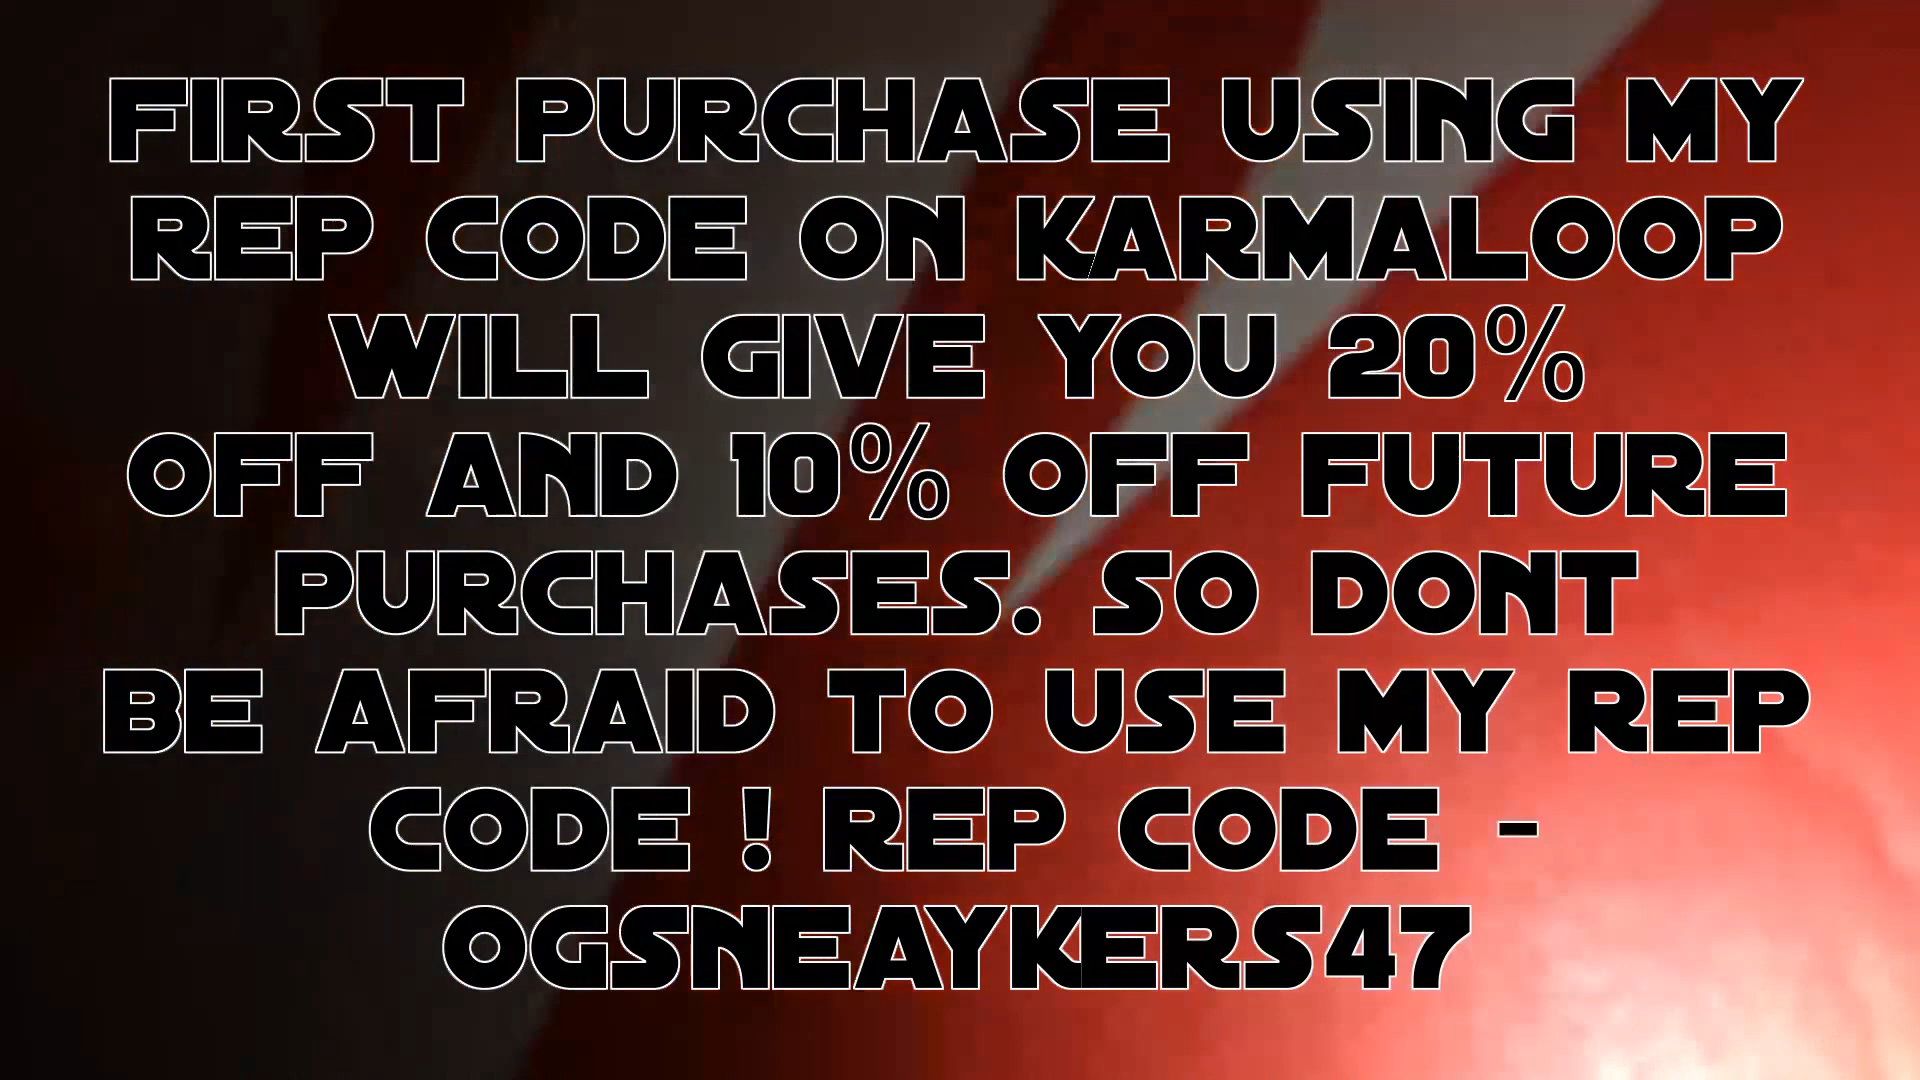 FIRST PURCHASE USING MY
REP CODE ON KARMALOOP
WILL GIVE YOU 20%
OFF AND 10% OFF FUTURE
PURCHASES. SO DONT
BE AFRAID TO USE MY REP
CODE ! REP CODE -
OGSNEAYKERS47